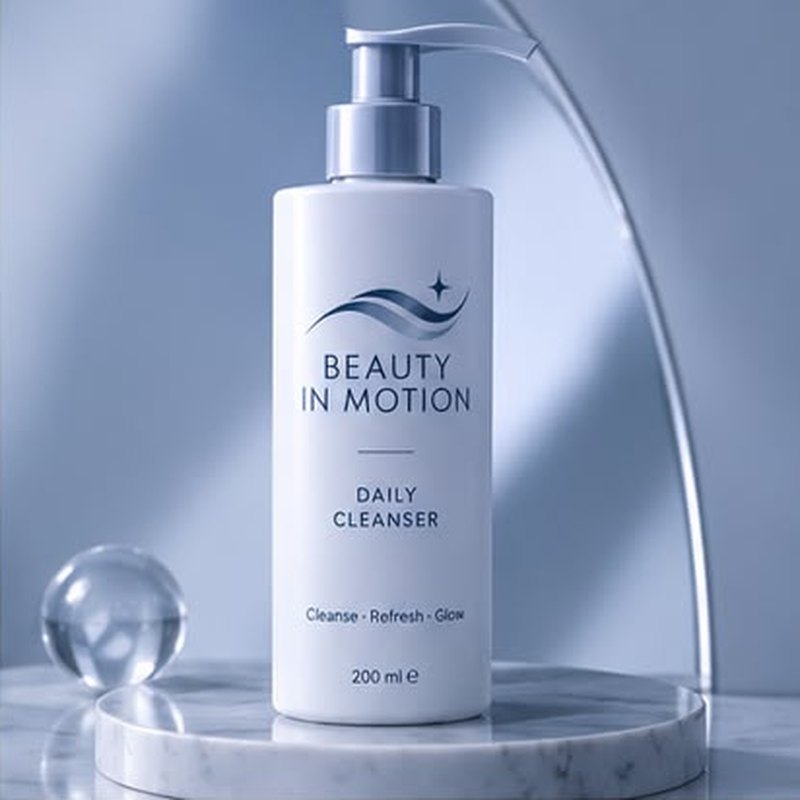 BEAUTY
IN MOTION
DAILY
CLEANSER
Cleanse - Refresh - Glow
200 ml ℮